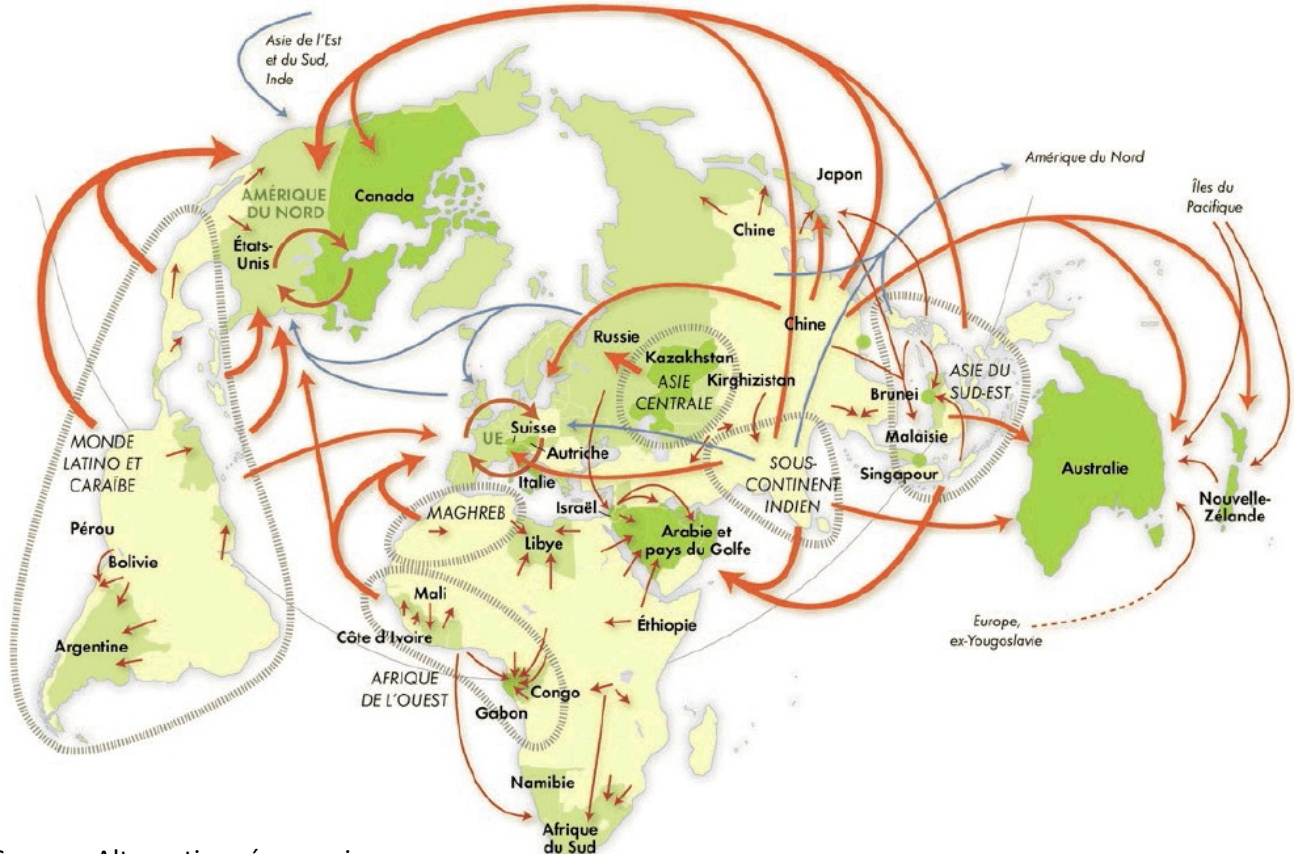 Asie de l'Est
et du Sud,
Inde
AMÉRIQUE
DU NORD
Canada
États-
Unis
Japon
Amérique du Nord
Îles du
Pacifique
Chine
Chine
Russie
Kazakhstan
ASIE
CENTRALE
Kirghizistan
Brunei
ASIE DU
SUD-EST
Malaisie
Singapour
UE
Suisse
Autriche
Italie
SOUS-
CONTINENT
INDIEN
Australie
Nouvelle-
Zélande
MONDE
LATINO ET
CARAÏBE
MAGHREB
Israël
Libye
Arabie et
pays du Golfe
Pérou
Bolivie
Mali
Côte d'Ivoire
Éthiopie
Europe,
ex-Yougoslavie
Argentine
AFRIQUE
DE L'OUEST
Congo
Gabon
Namibie
Afrique
du Sud